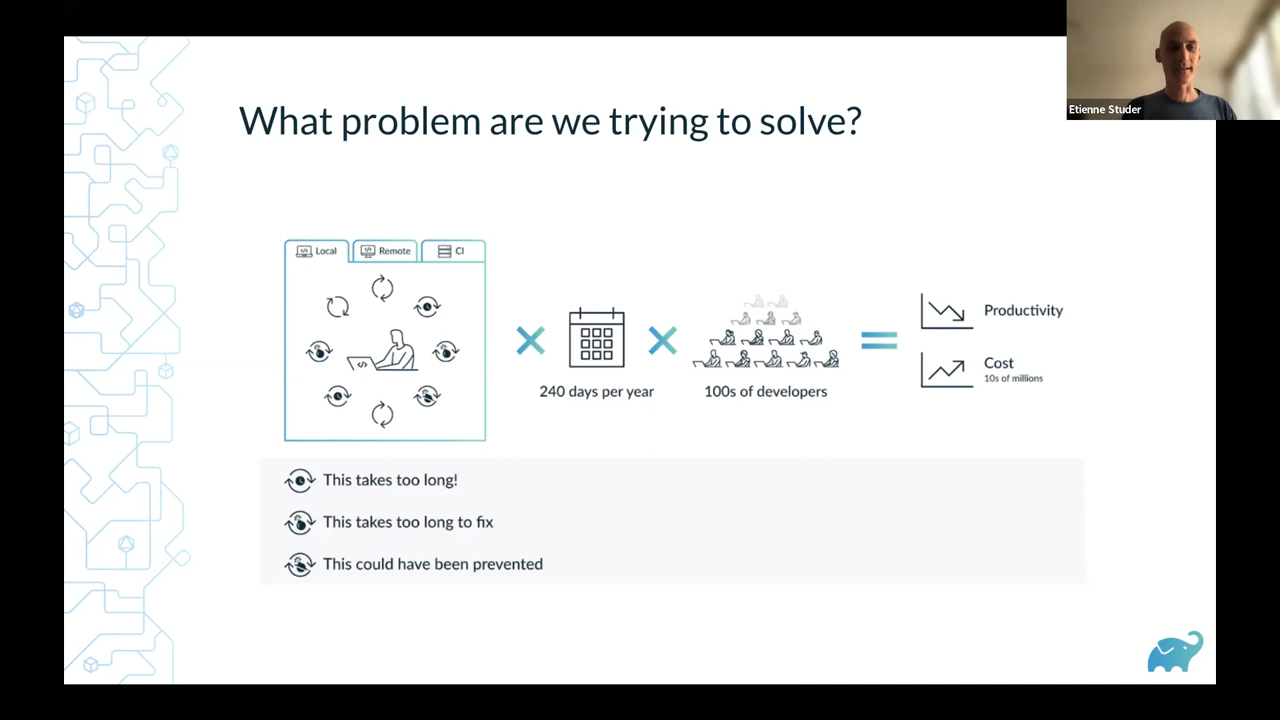 Etienne Studer
What problem are we trying to solve?
Local
Remote
CI
240 days per year
100s of developers
Productivity
Cost
10s of millions
This takes too long!
This takes too long to fix
This could have been prevented